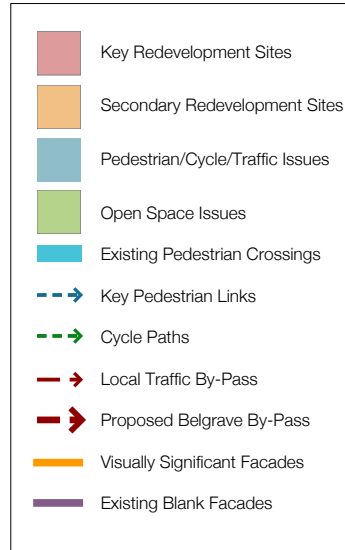 Key Redevelopment Sites
Secondary Redevelopment Sites
Pedestrian/Cycle/Traffic Issues
Open Space Issues
Existing Pedestrian Crossings
Key Pedestrian Links
Cycle Paths
Local Traffic By-Pass
Proposed Belgrave By-Pass
Visually Significant Facades
Existing Blank Facades